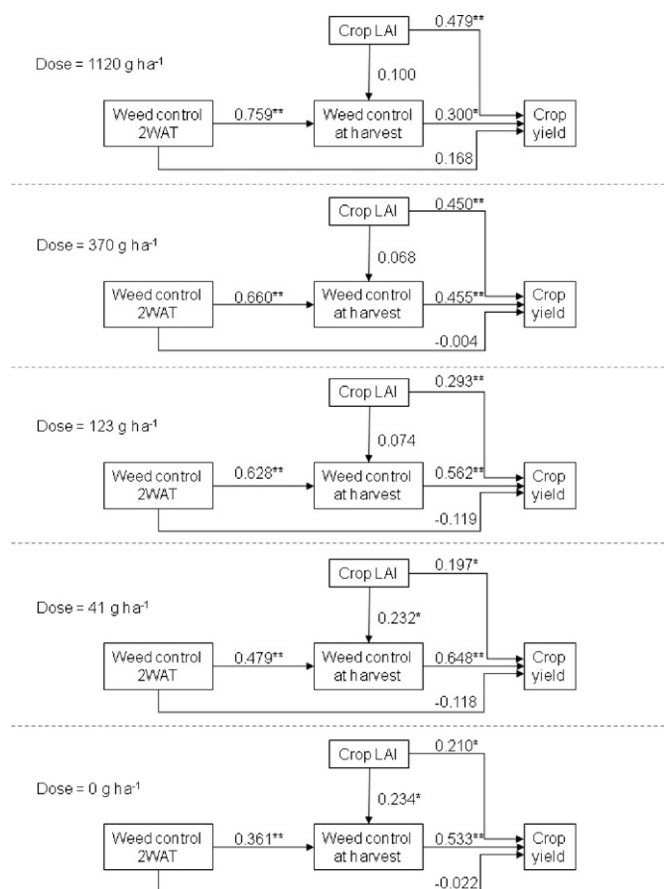 Crop LAI
0.479**
Dose = 1120 g ha-1
0.100
Weed control
2WAT
0.759**
Weed control
at harvest
0.300*
Crop
yield
0.168
Crop LAI
0.450**
Dose = 370 g ha-1
0.068
Weed control
2WAT
0.660**
Weed control
at harvest
0.455**
Crop
yield
-0.004
Crop LAI
0.293**
Dose = 123 g ha-1
0.074
Weed control
2WAT
0.628**
Weed control
at harvest
0.562**
Crop
yield
-0.119
Crop LAI
0.197*
Dose = 41 g ha-1
0.232*
Weed control
2WAT
0.479**
Weed control
at harvest
0.648**
Crop
yield
-0.118
Crop LAI
0.210*
Dose = 0 g ha-1
0.234*
Weed control
2WAT
0.361**
Weed control
at harvest
0.533**
Crop
yield
-0.022